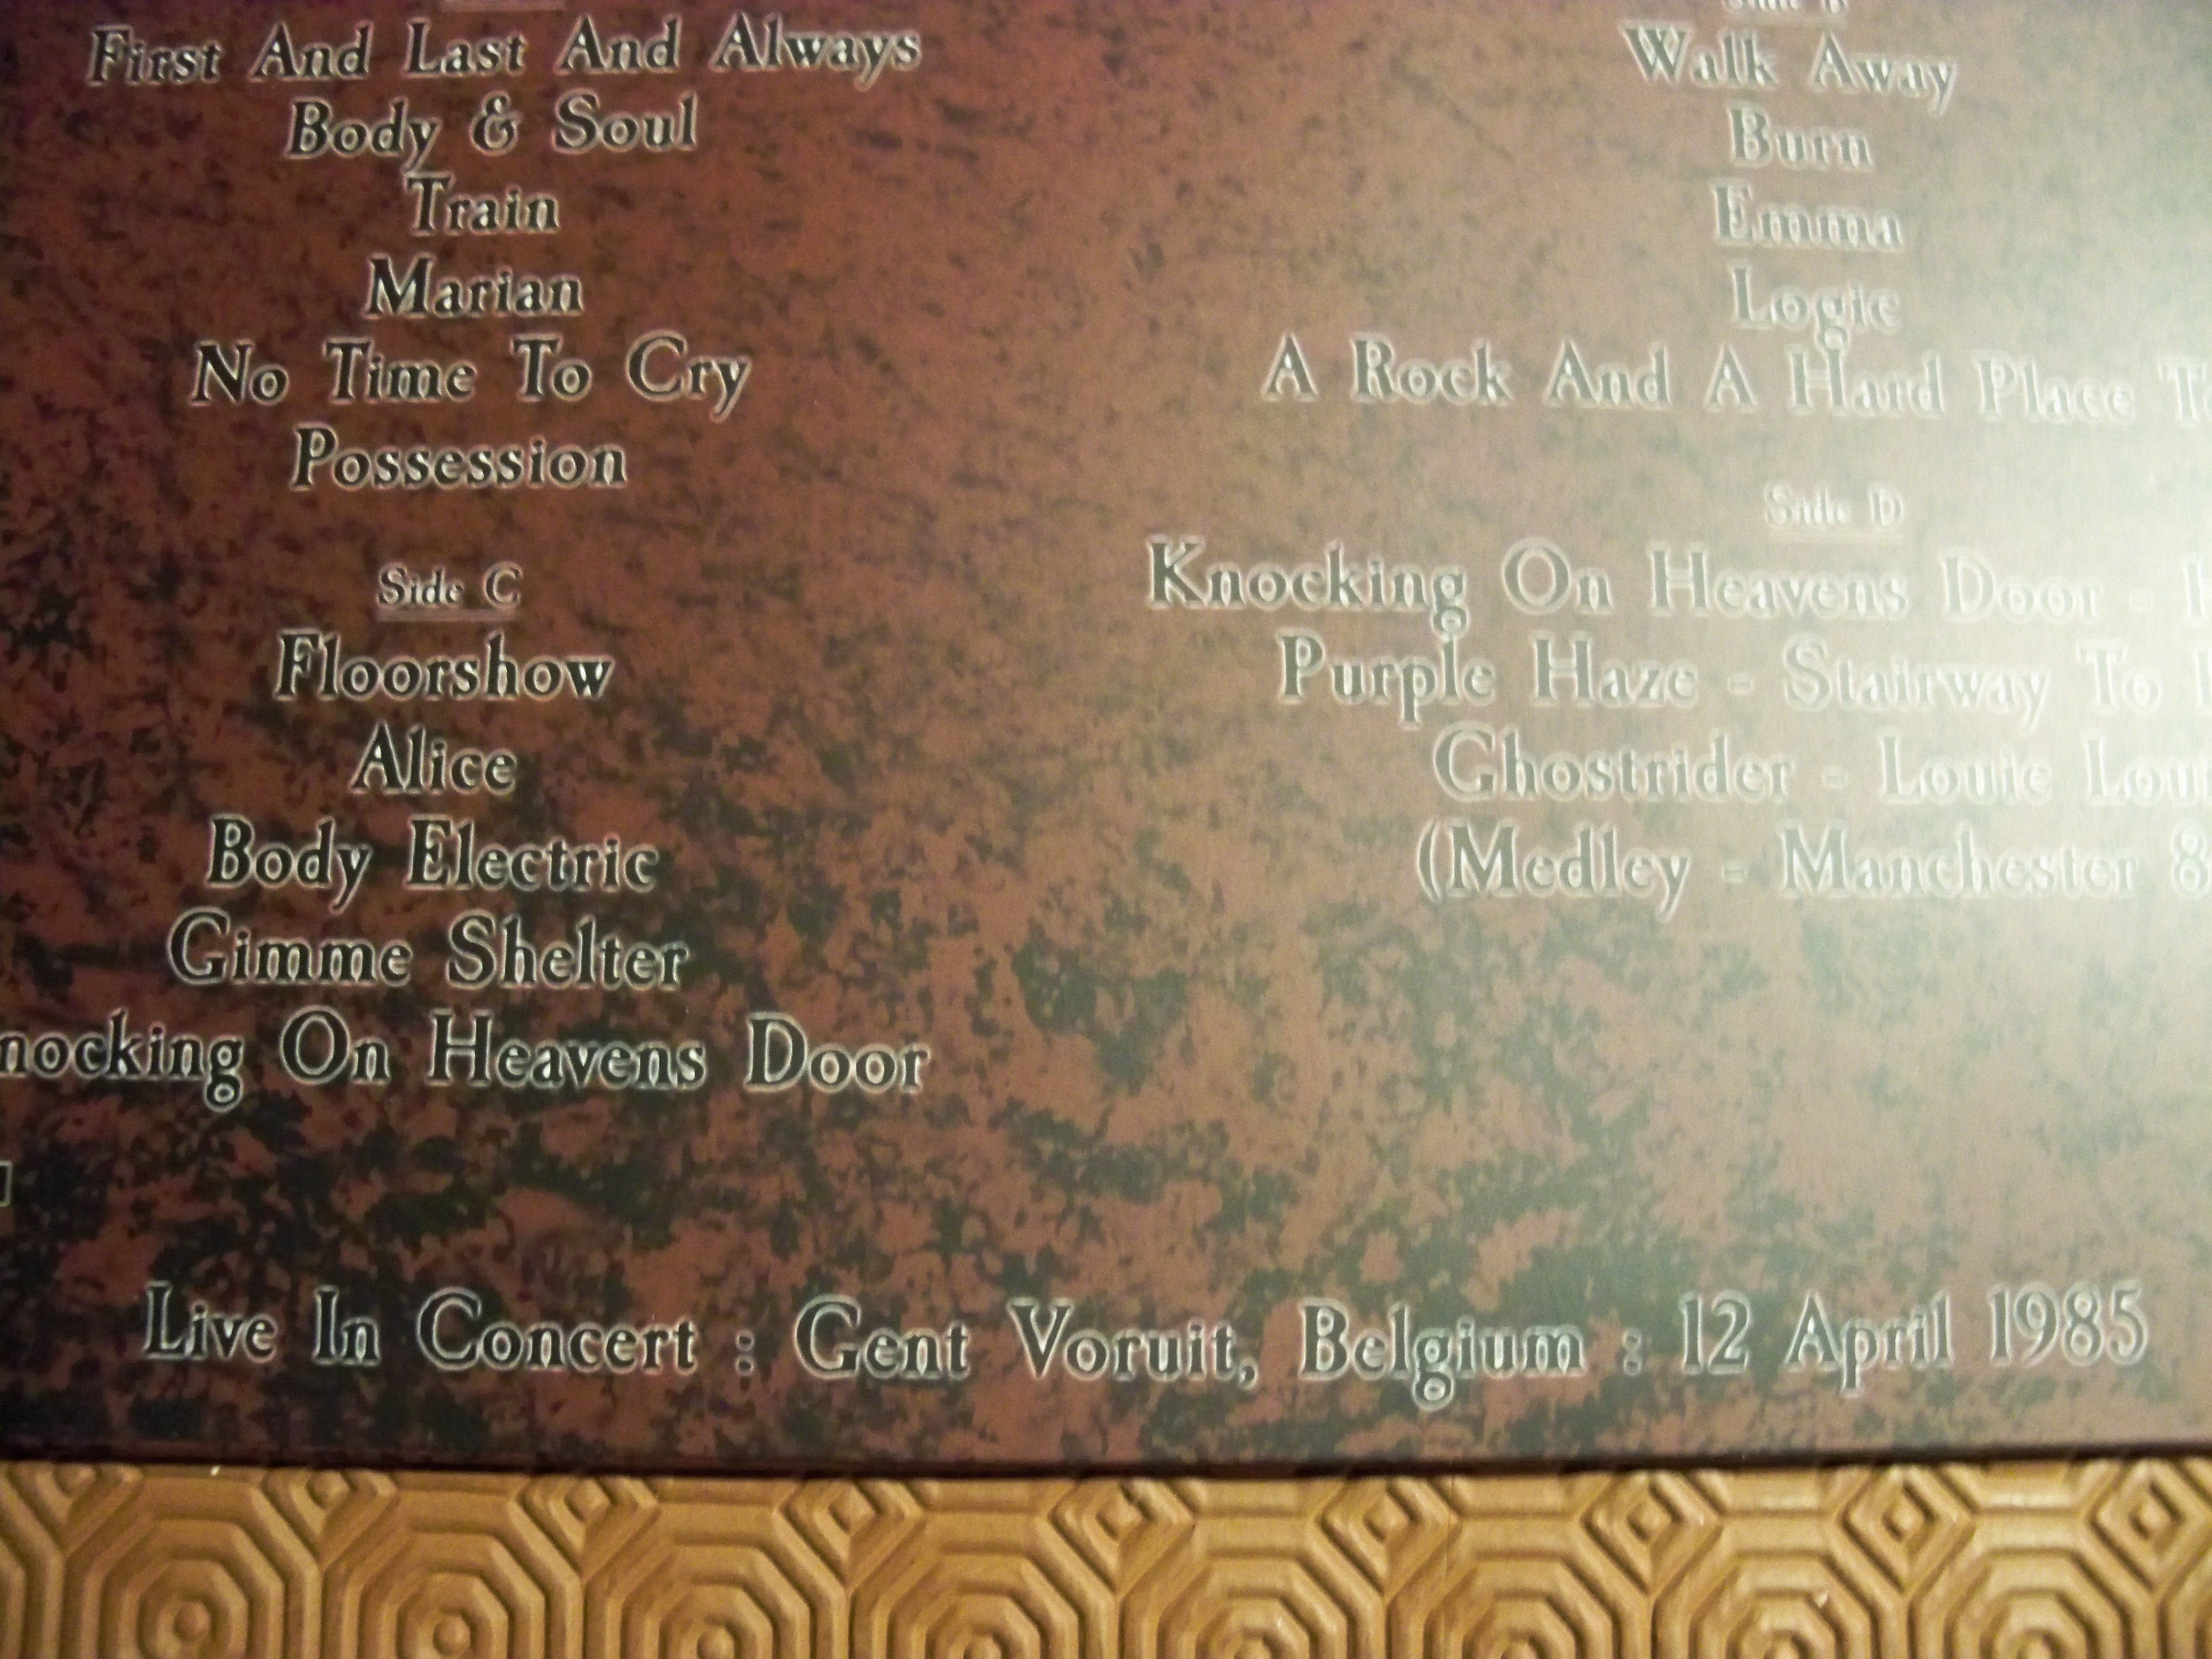 First And Last And Always
Body & Soul
Train
Marian
No Time To Cry
Possession
Side C
Floorshow
Alice
Body Electric
Gimme Shelter
nocking On Heavens Door
Walk Away
Burn
Emma
Logic
A Rock And A Hard Place
Side D
Knocking On Heavens Door -
Purple Haze - Stairway To
Ghostrider - Louie Lou
(Medley - Manchester 8
Live In Concert : Gent Voruit, Belgium : 12 April 1985